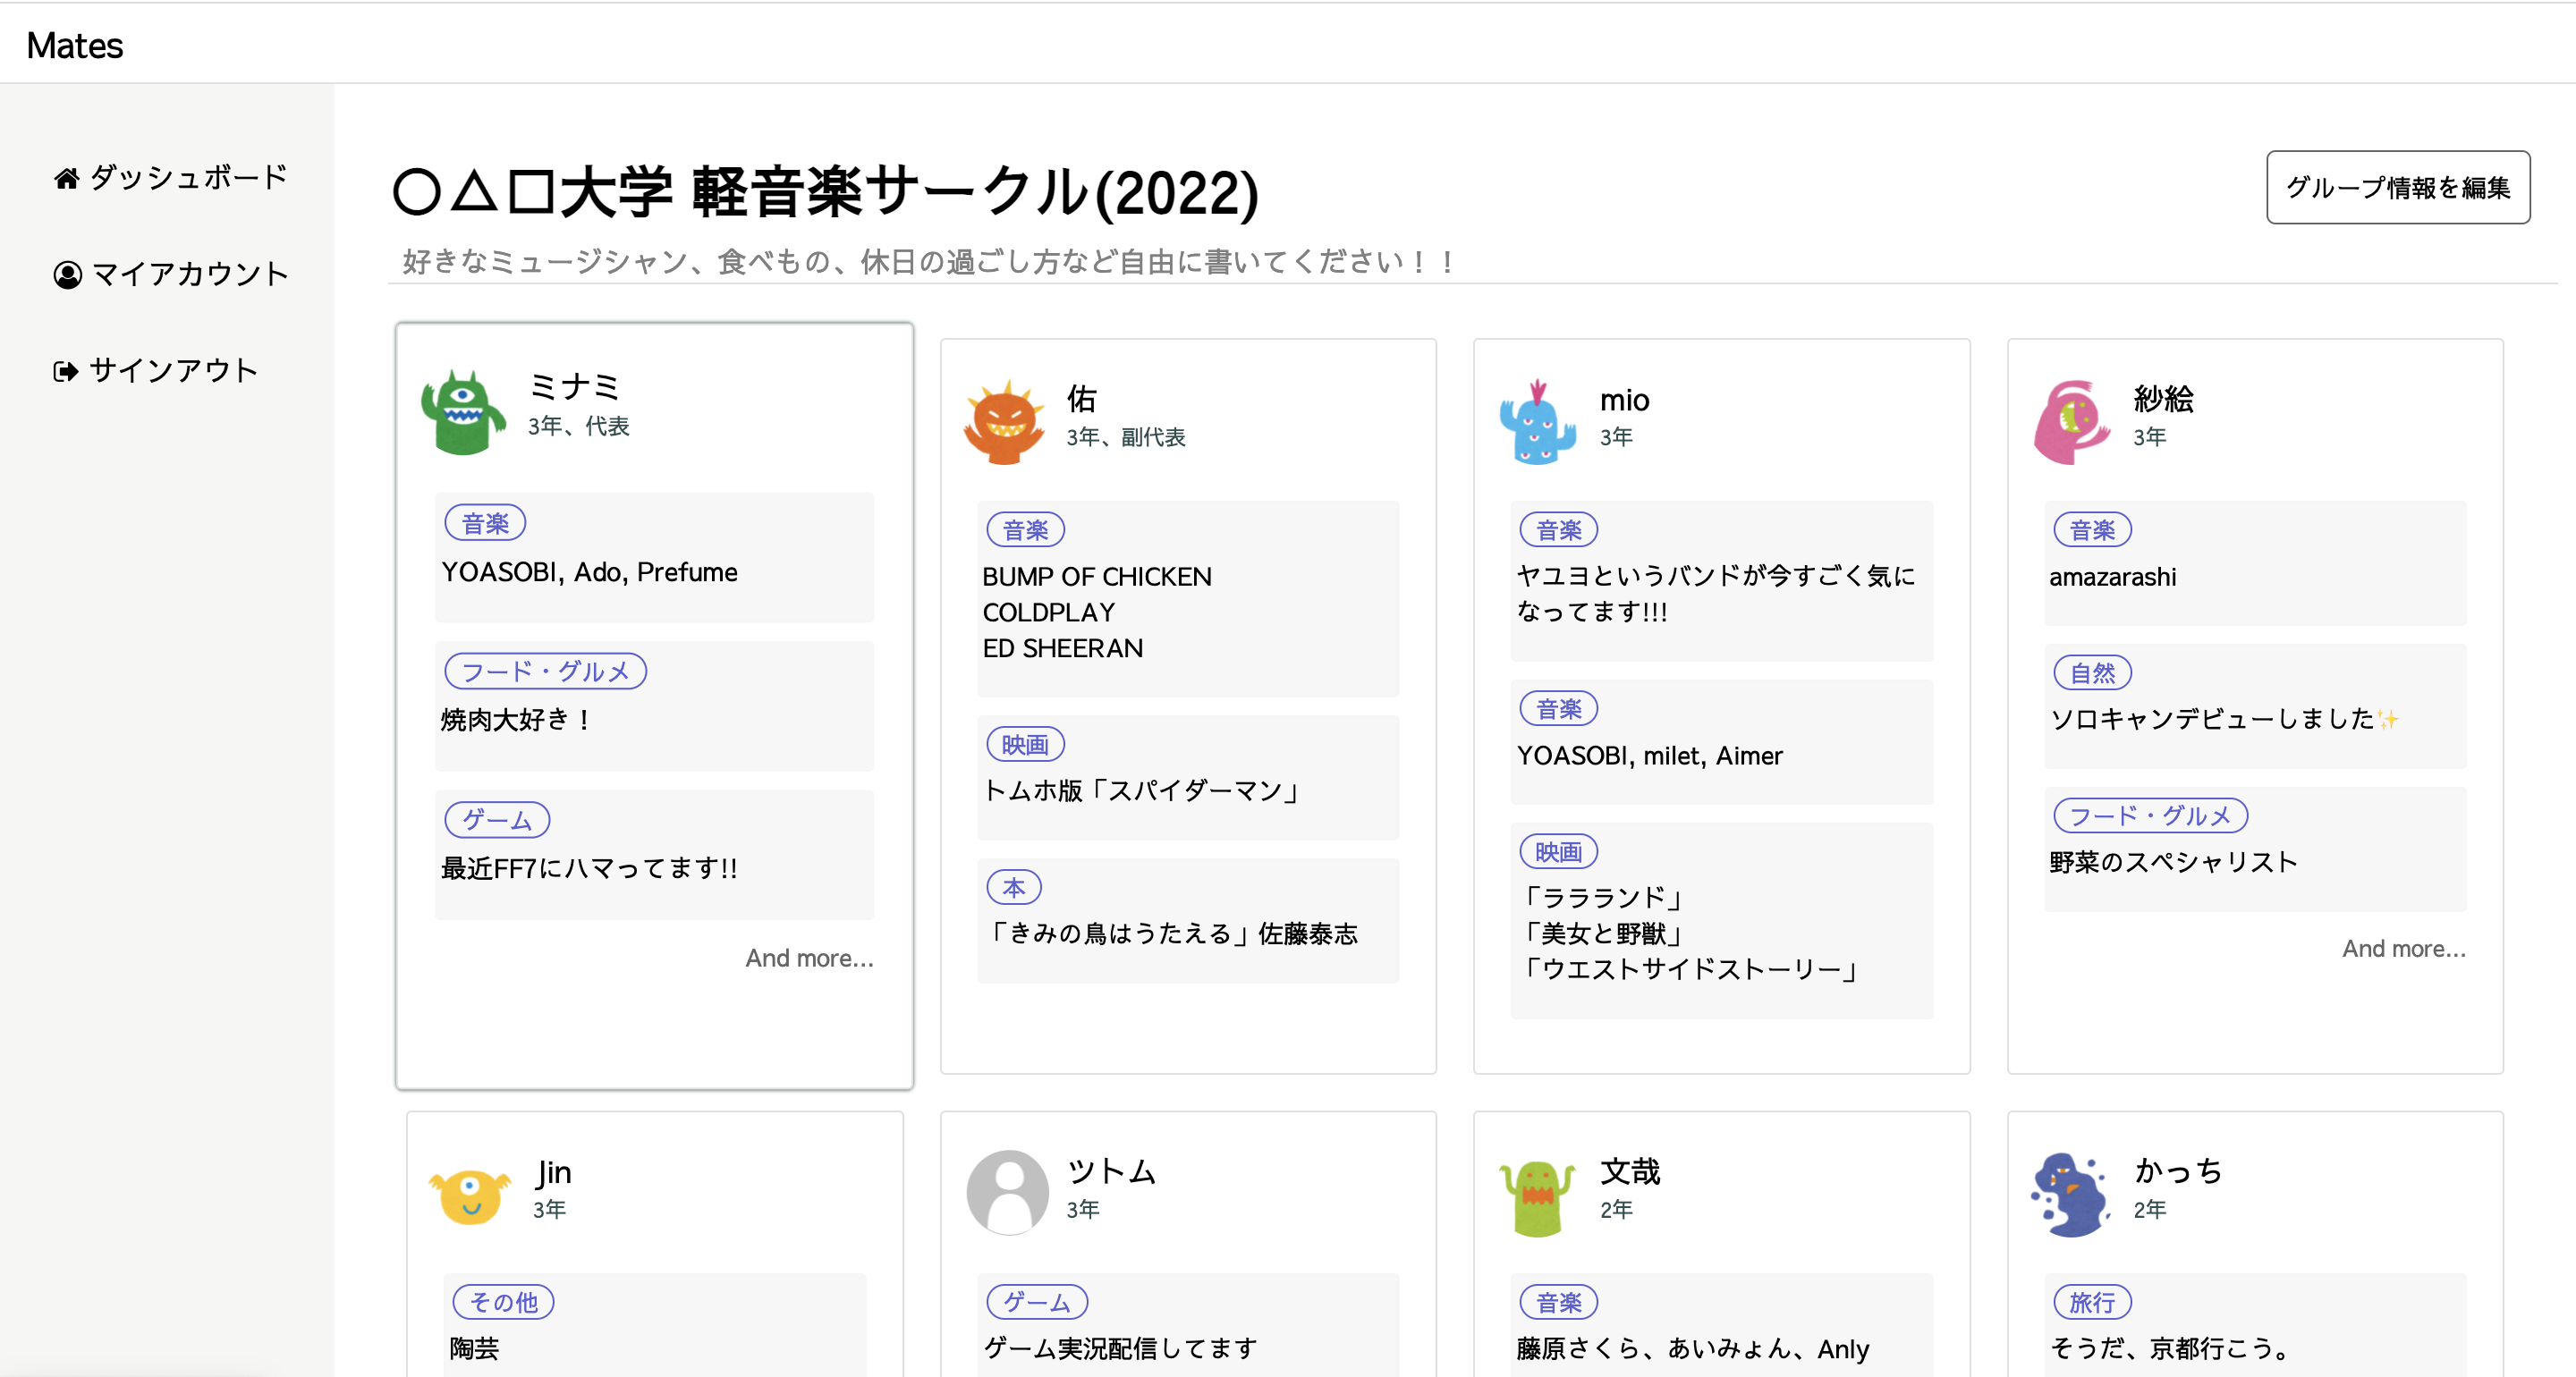 Mates
ダッシュボード
マイアカウント
サインアウト
〇△□大学 軽音楽サークル(2022)
グループ情報を編集
好きなミュージシャン、食べもの、休日の過ごし方など自由に書いてください！！
ミナミ
3年、代表
音楽
YOASOBI, Ado, Prefume
フード・グルメ
焼肉大好き！
ゲーム
最近FF7にハマってます!!
And more...
佑
3年、副代表
音楽
BUMP OF CHICKEN
COLDPLAY
ED SHEERAN
映画
トムホ版「スパイダーマン」
本
「きみの鳥はうたえる」佐藤泰志
mio
3年
音楽
ヤユヨというバンドが今すごく気に
なってます!!!
音楽
YOASOBI, milet, Aimer
映画
「ララランド」
「美女と野獣」
「ウエストサイドストーリー」
紗絵
3年
音楽
amazarashi
自然
ソロキャンデビューしました✨
フード・グルメ
野菜のスペシャリスト
And more...
Jin
3年
その他
陶芸
ツトム
3年
ゲーム
ゲーム実況配信してます
文哉
2年
音楽
藤原さくら、あいみょん、Anly
かっち
2年
旅行
そうだ、京都行こう。